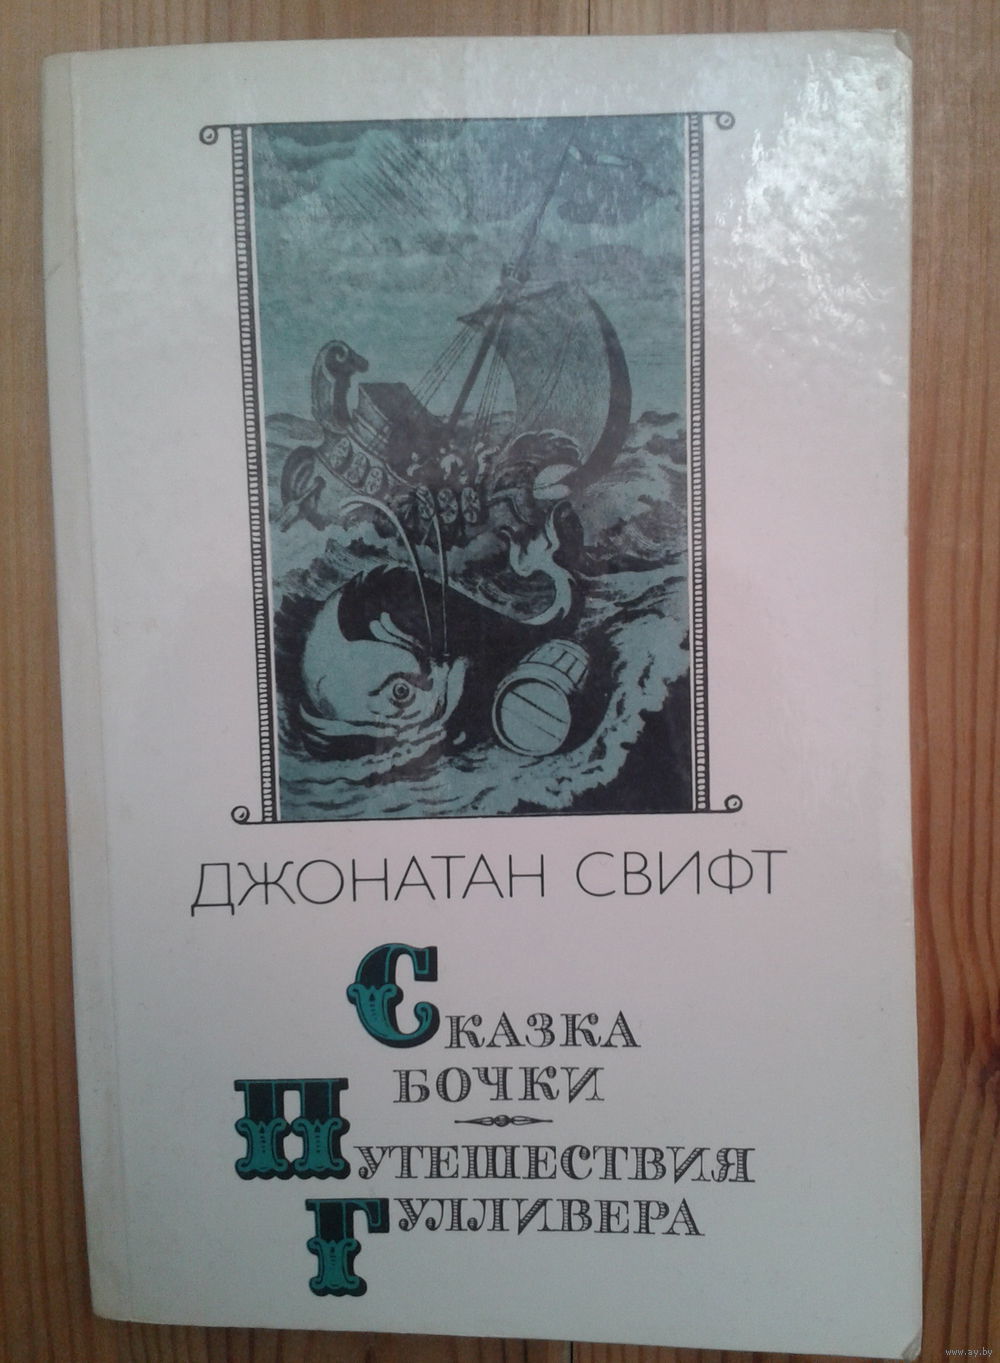 ДЖОНАТАН СВИФТ
СКАЗКА
БОЧКИ
ПУТЕШЕСТВИЯ
ГУЛЛИВЕРА
www.ay.by